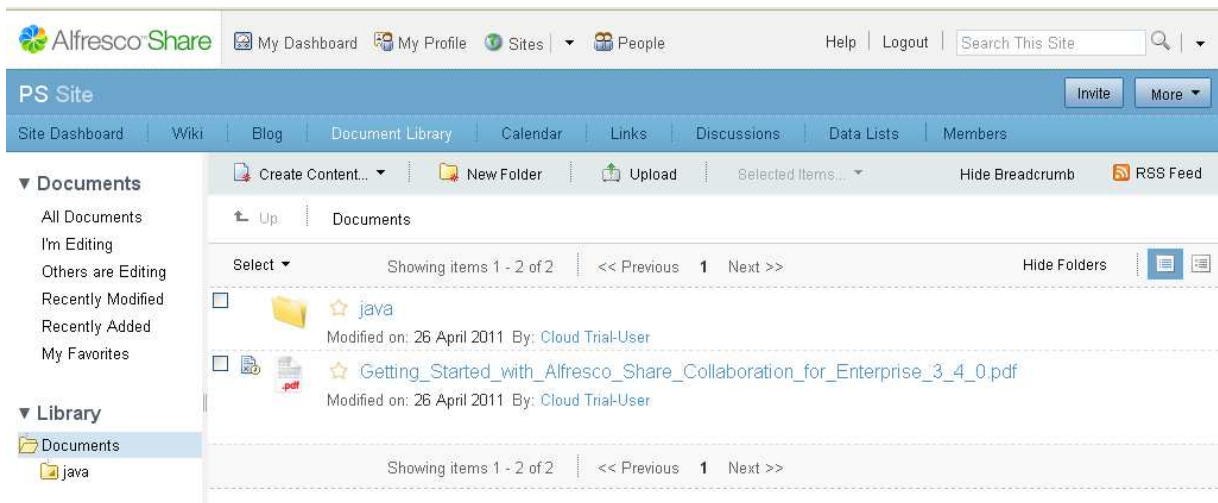 Alfresco Share My Dashboard My Profile Sites People Help Logout Search This Site
PS Site Invite More
Site Dashboard Wiki Blog Document Library Calendar Links Discussions Data Lists Members
Documents
All Documents
I'm Editing
Others are Editing
Recently Modified
Recently Added
My Favorites
Library
Documents
java
Create Content... New Folder Upload Selected Items... Hide Breadcrumb RSS Feed
Up Documents
Select Showing items 1 - 2 of 2 << Previous 1 Next >> Hide Folders
java
Modified on: 26 April 2011 By: Cloud Trial-User
.pdf Getting_Started_with_Alfresco_Share_Collaboration_for_Enterprise_3_4_0.pdf
Modified on: 26 April 2011 By: Cloud Trial-User
Showing items 1 - 2 of 2 << Previous 1 Next >>